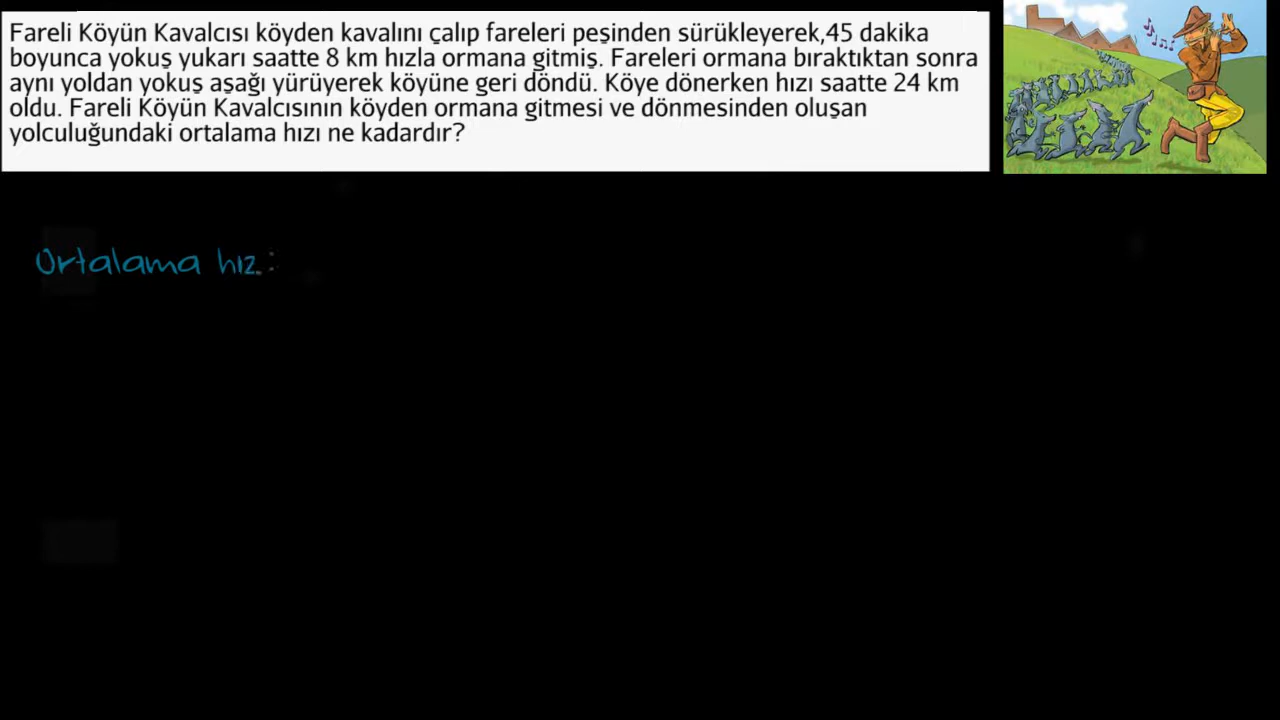 Fareli Köyün Kavalcısı köyden kavalını çalıp fareleri peşinden sürükleyerek,45 dakika
boyunca yokuş yukarı saatte 8 km hızla ormana gitmiş. Fareleri ormana bıraktıktan sonra
aynı yoldan yokuş aşağı yürüyerek köyüne geri döndü. Köye dönerken hızı saatte 24 km
oldu. Fareli Köyün Kavalcısının köyden ormana gitmesi ve dönmesinden oluşan
yolculuğundaki ortalama hızı ne kadardır?
Ortalama hız :